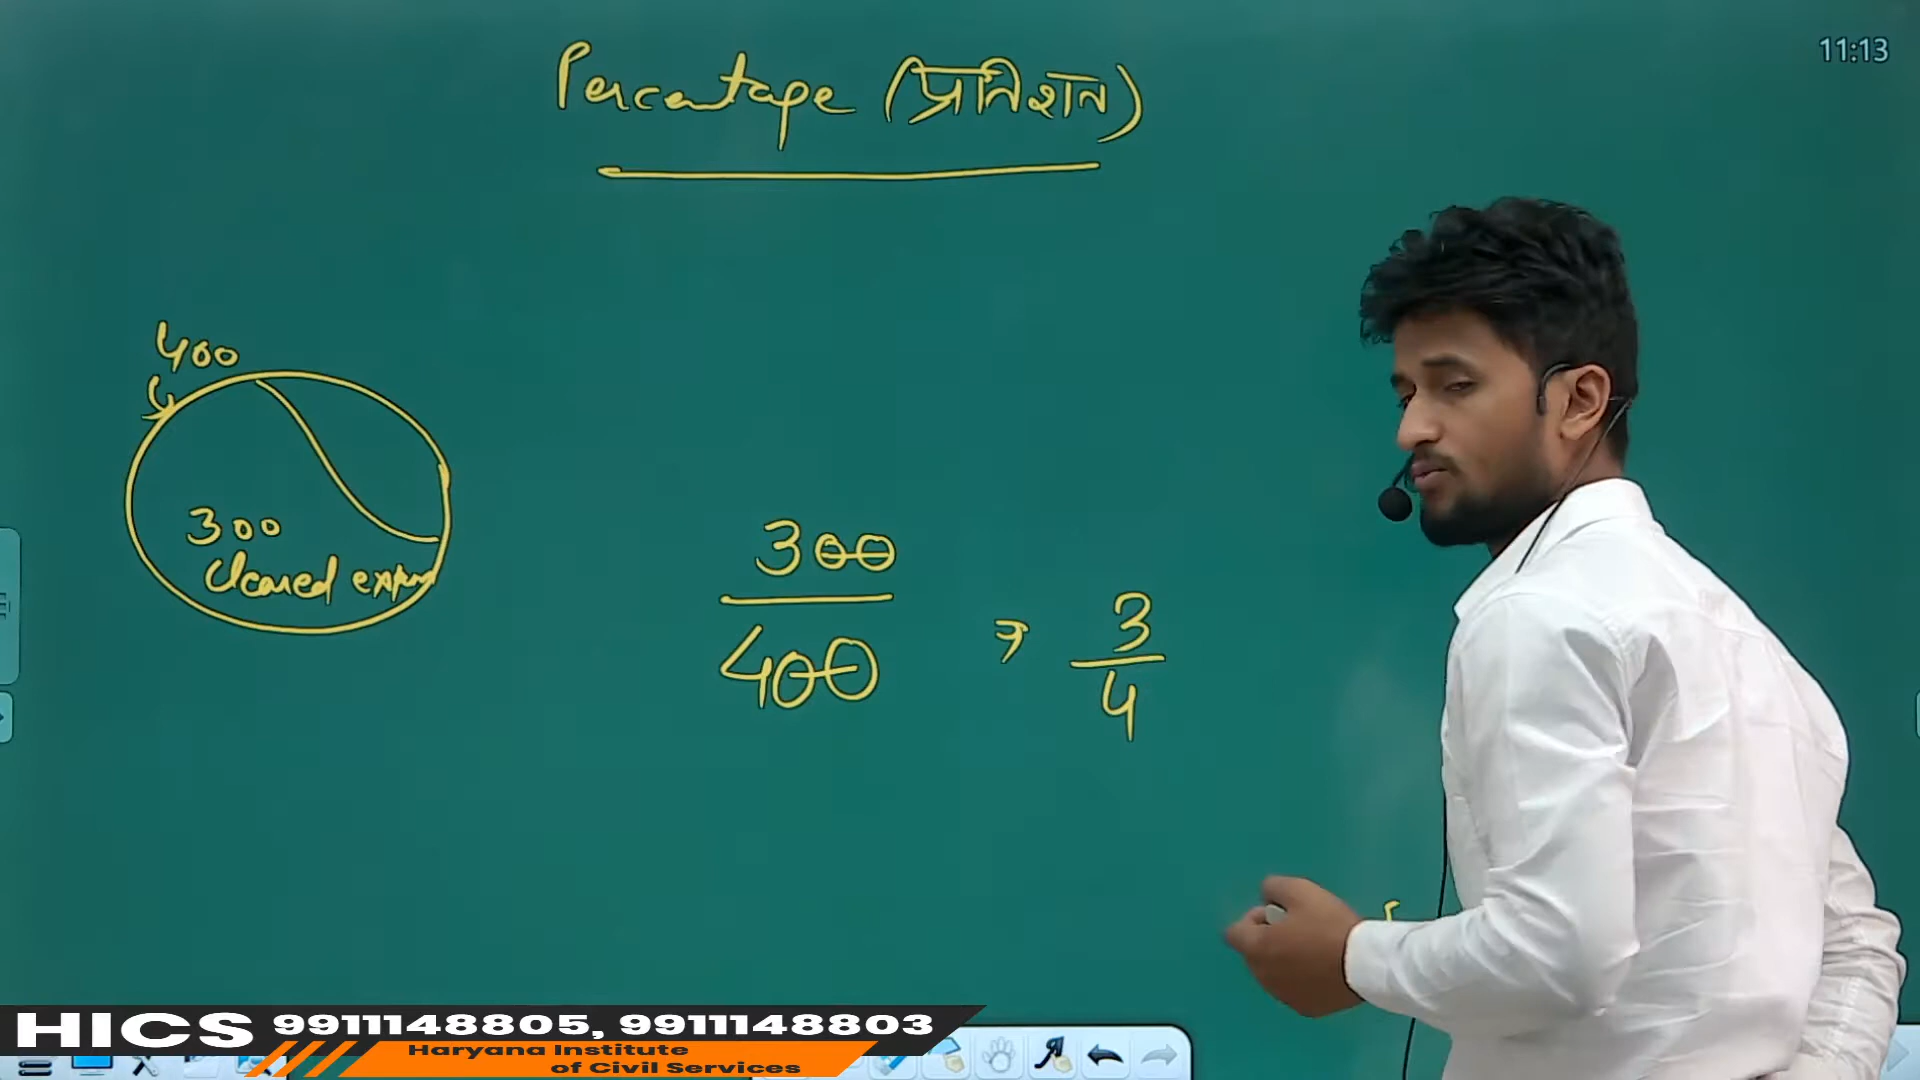 Percentage (प्रतिशत)
11:13
400
300
cleared exam
300
400
⇒ 3
4
HICS 9911148805, 9911148803
Haryana Institute
of Civil Services